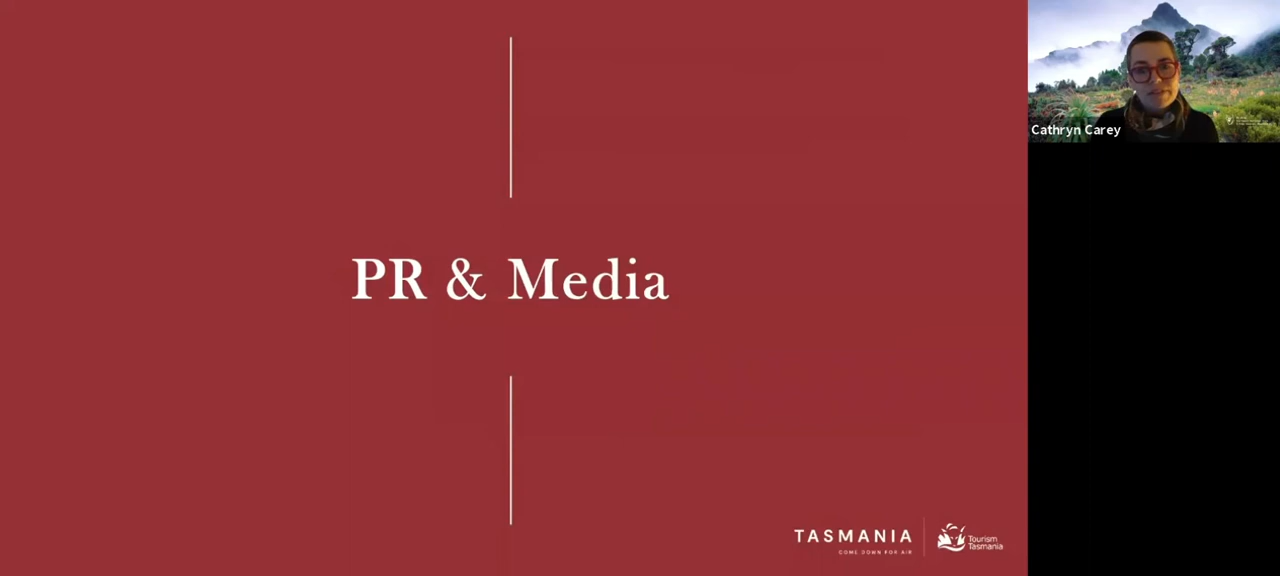 PR & Media
Cathryn Carey
TASMANIA
COME DOWN FOR AIR
Tourism
Tasmania